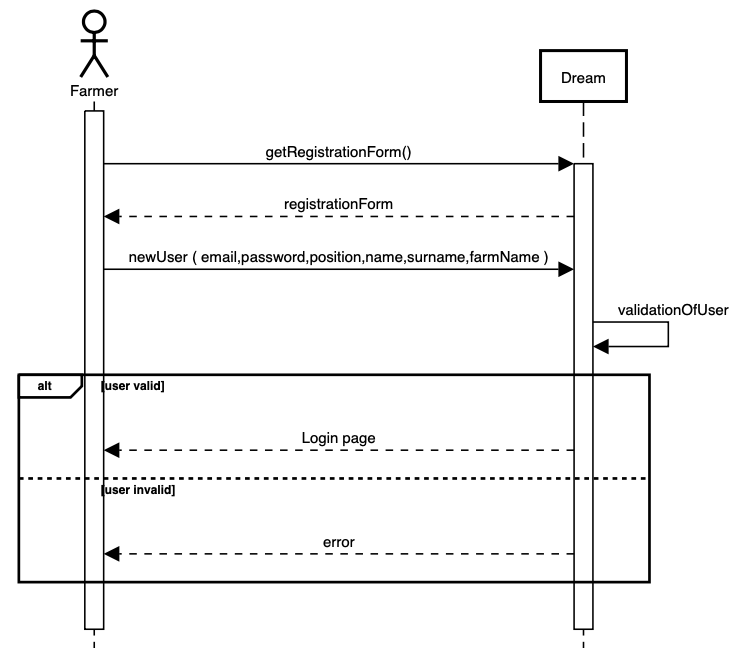 Farmer
Dream
getRegistrationForm()
registrationForm
newUser ( email,password,position,name,surname,farmName )
validationOfUser
alt
[user valid]
Login page
[user invalid]
error